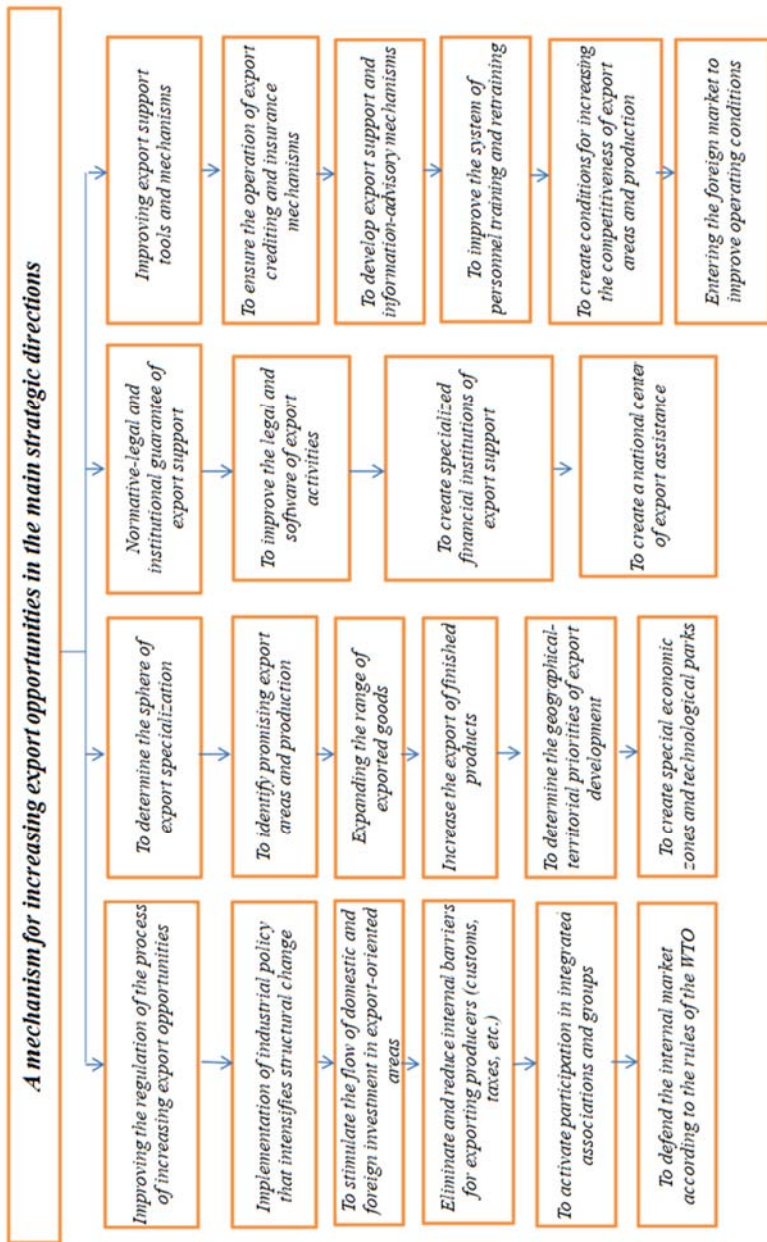 A mechanism for increasing export opportunities in the main strategic directions
Improving the regulation of the process
of increasing export opportunities
Implementation of industrial policy
that intensifies structural change
To stimulate the flow of domestic and
foreign investment in export-oriented
areas
Eliminate and reduce internal barriers
for exporting producers (customs,
taxes, etc.)
To activate participation in integrated
associations and groups
To defend the internal market
according to the rules of the WTO
To determine the sphere of
export specialization
To identify promising export
areas and production
Expanding the range of
exported goods
Increase the export of finished
products
To determine the geographical-
territorial priorities of export
development
To create special economic
zones and technological parks
Normative-legal and
institutional guarantee of
export support
To improve the legal and
software of export
activities
To create specialized
financial institutions of
export support
To create a national center
of export assistance
Improving export support
tools and mechanisms
To ensure the operation of export
crediting and insurance
mechanisms
To develop export support and
information-advisory mechanisms
To improve the system of
personnel training and retraining
To create conditions for increasing
the competitiveness of export
areas and production
Entering the foreign market to
improve operating conditions